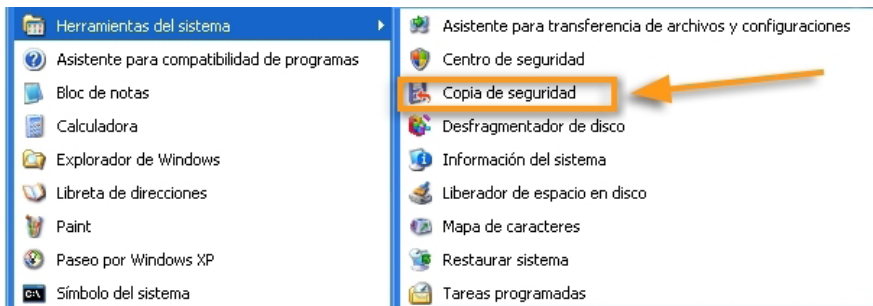 Herramientas del sistema
Asistente para compatibilidad de programas
Bloc de notas
Calculadora
Explorador de Windows
Libreta de direcciones
Paint
Paseo por Windows XP
Símbolo del sistema
Asistente para transferencia de archivos y configuraciones
Centro de seguridad
Copia de seguridad
Desfragmentador de disco
Información del sistema
Liberador de espacio en disco
Mapa de caracteres
Restaurar sistema
Tareas programadas